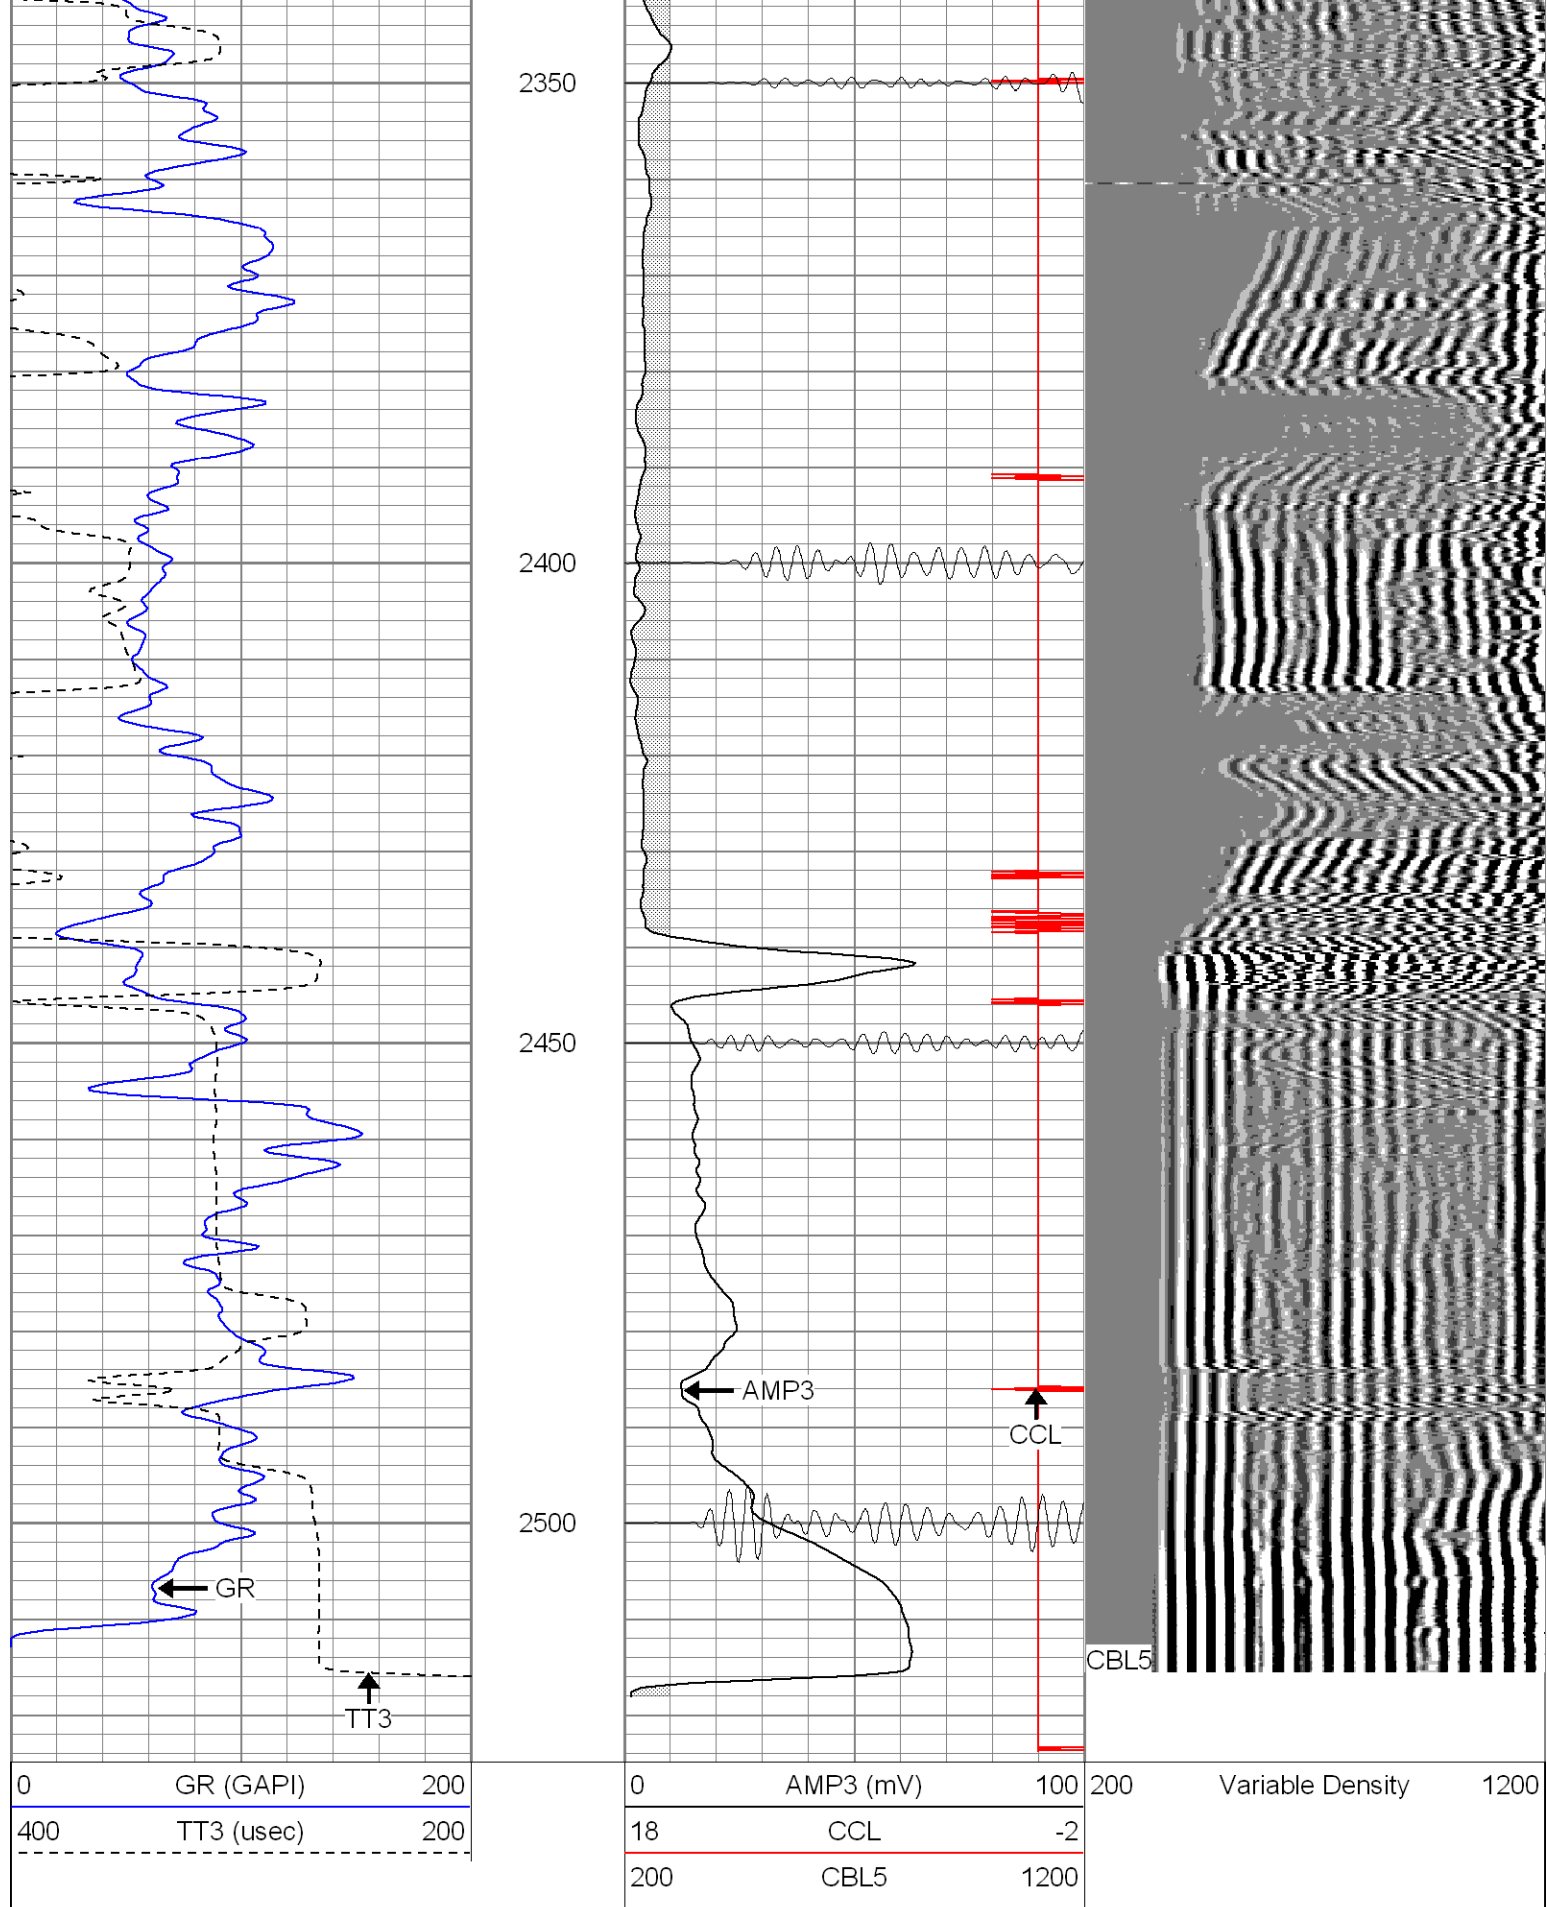 2350
2400
2450
AMP3
CCL
2500
GR
CBL5
TT3
0 GR (GAPI) 200
0 AMP3 (mV) 100
200 Variable Density 1200
400 TT3 (usec) 200
18 CCL -2
200 CBL5 1200